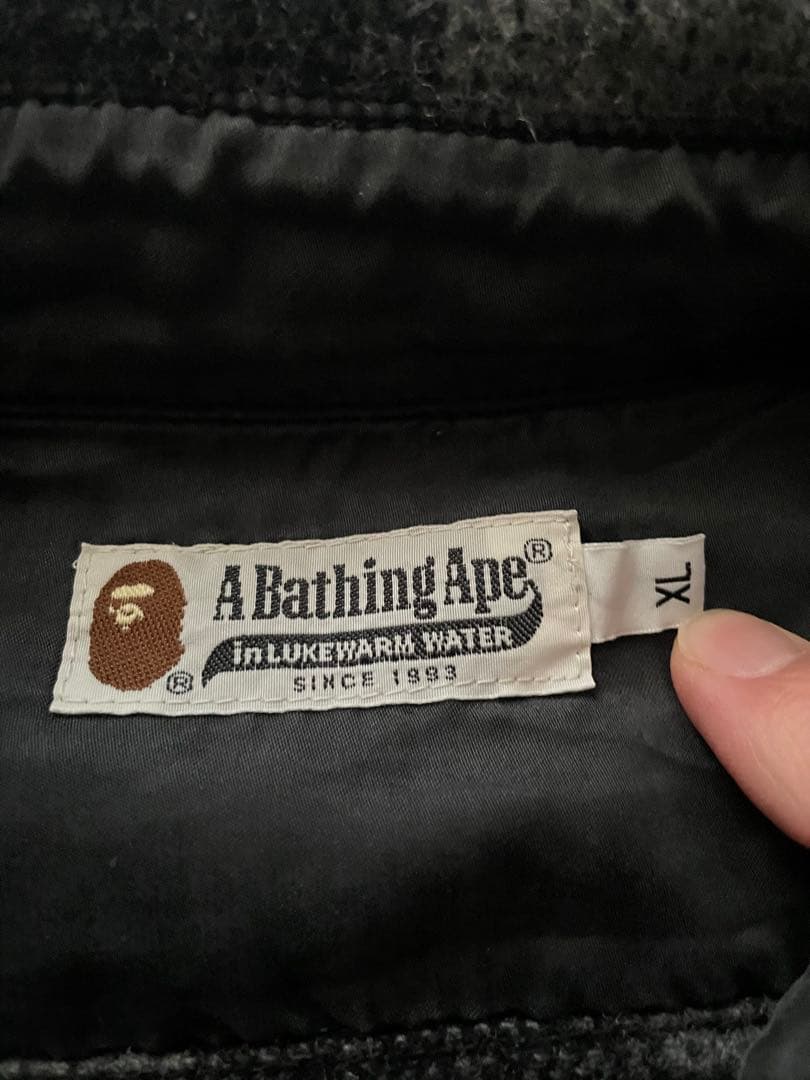 A Bathing Ape®
In LUKEWARM WATER
SINCE 1993
®
XL